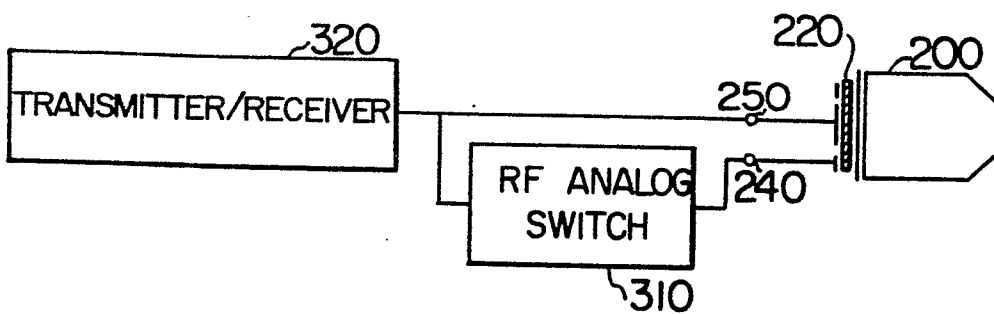 320
220
200
TRANSMITTER/RECEIVER
250
RF ANALOG
SWITCH
240
310